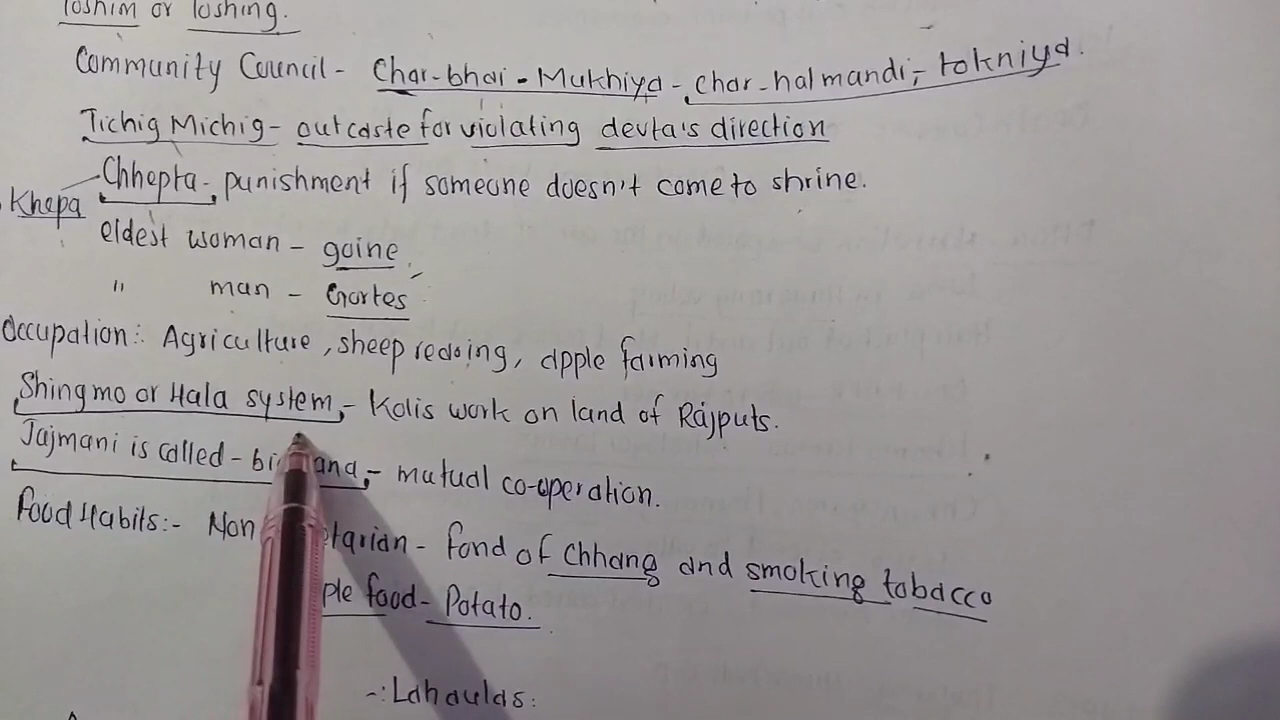 or loshing.
Community Council - Char-bhai - Mukhiya - char-halmandi, - tokniya.
Tichig Michig - outcaste for violating devta's direction
Chhepta - punishment if someone doesn't come to shrine.
Khepa
eldest woman - goine
" man - Gortes
Occupation:- Agriculture, sheep rearing, apple farming
Shingmo or Hala system, - Kolis work on land of Rajputs.
Jajmani is called - - mutual co-operation.
Food Habits:- Non - fond of Chhang and smoking tobacco
food - Potato.
-: Lahaulas: